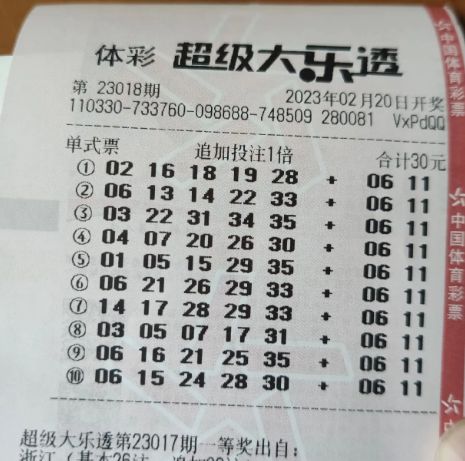 体彩 超级大乐透
第 23018期 2023年02月20日开奖
110330-733760-098688-748509 280081 VxPdQQ
单式票 追加投注1倍 合计30元
① 02 16 18 19 28 + 06 11
② 06 13 14 22 33 + 06 11
③ 03 22 31 34 35 + 06 11
④ 04 07 20 26 30 + 06 11
⑤ 01 05 15 29 35 + 06 11
⑥ 06 21 26 29 33 + 06 11
⑦ 14 17 28 29 33 + 06 11
⑧ 03 05 07 17 31 + 06 11
⑨ 06 16 21 25 35 + 06 11
⑩ 06 15 24 28 30 + 06 11
超级大乐透第23017期一等奖出自:
浙江(基本26注
中国体育彩票
中国体育彩票